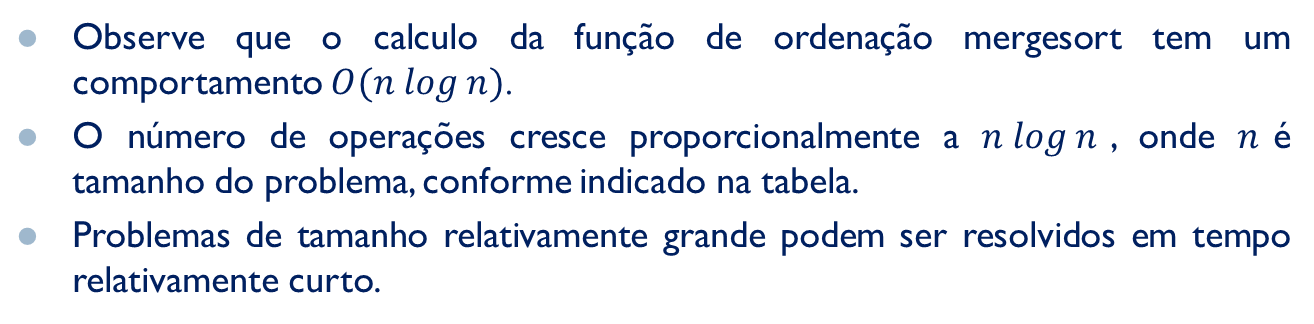 ● Observe que o calculo da função de ordenação mergesort tem um
comportamento O(n log n).
● O número de operações cresce proporcionalmente a n log n , onde n é
tamanho do problema, conforme indicado na tabela.
● Problemas de tamanho relativamente grande podem ser resolvidos em tempo
relativamente curto.